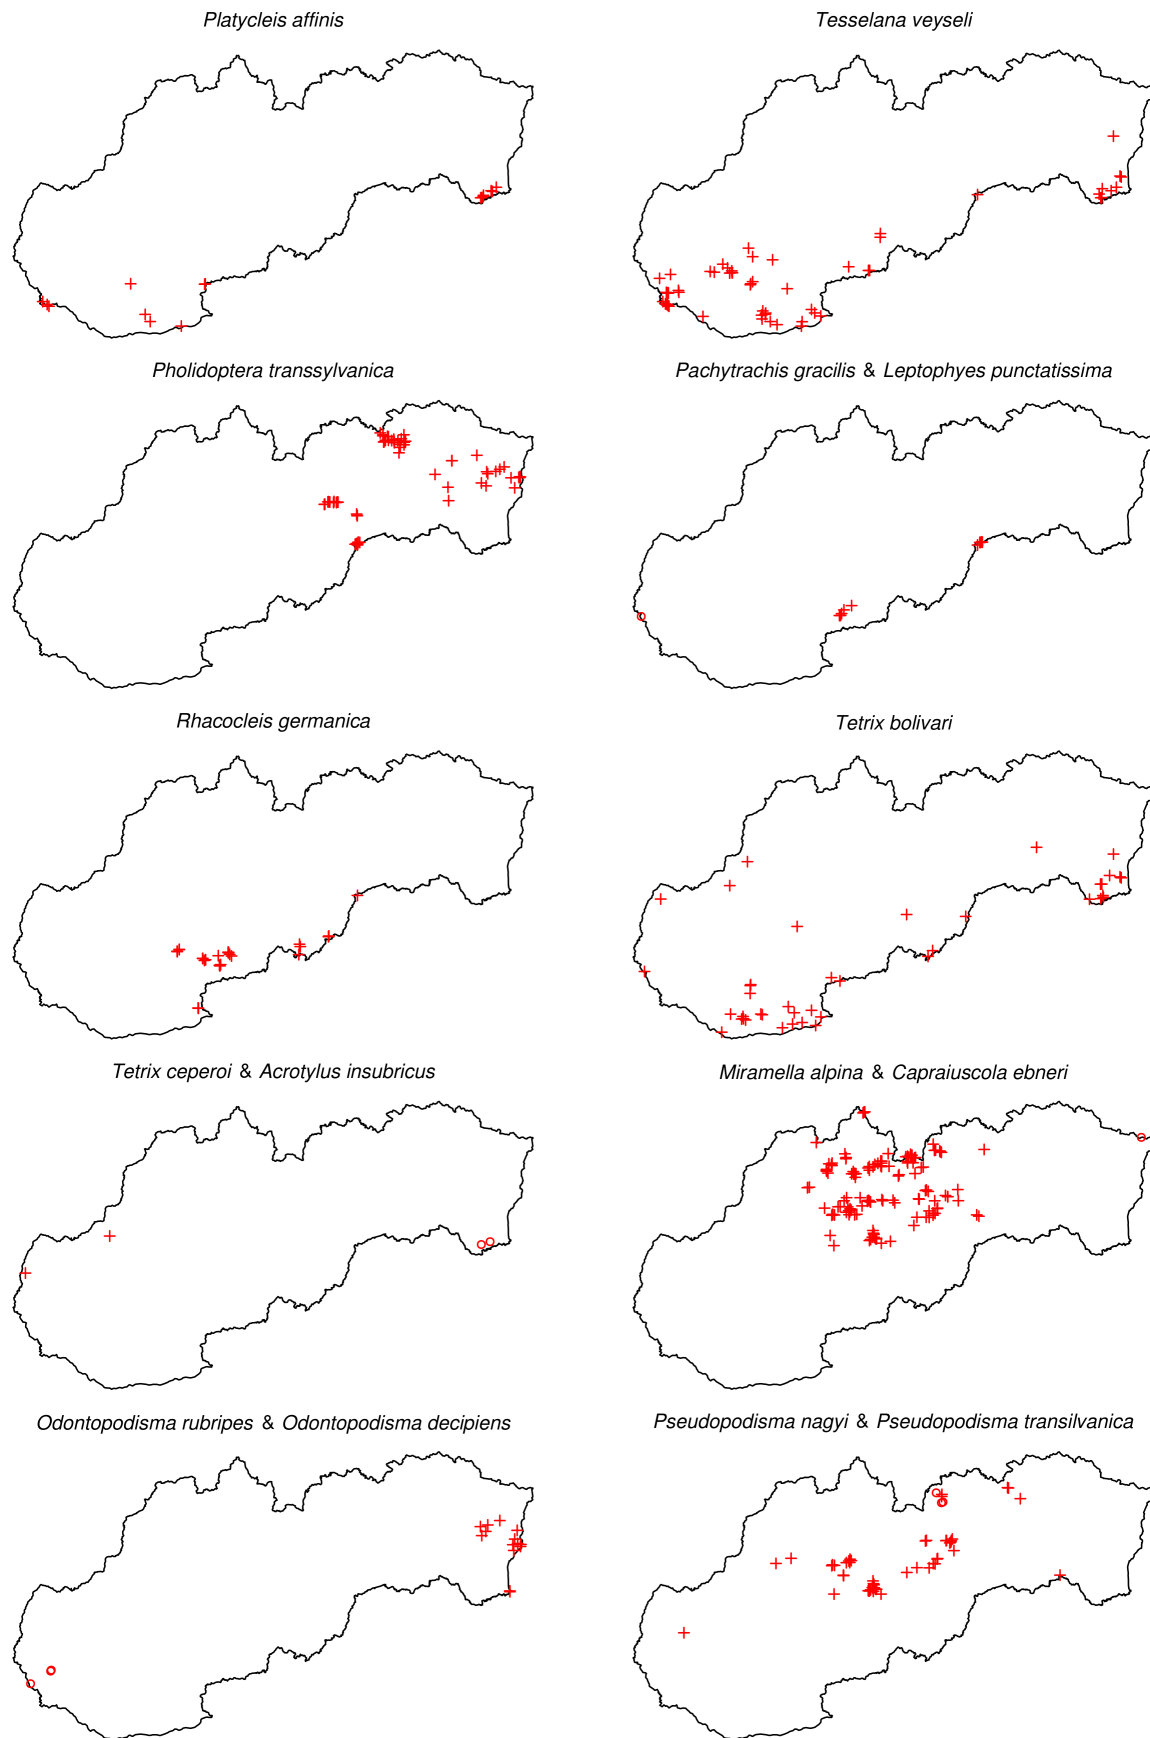 Platycleis affinis
Tesselana veyseli
Pholidoptera transsylvanica
Pachytrachis gracilis & Leptophyes punctatissima
Rhacocleis germanica
Tetrix bolivari
Tetrix ceperoi & Acrotylus insubricus
Miramella alpina & Capraiuscola ebneri
Odontopodisma rubripes & Odontopodisma decipiens
Pseudopodisma nagyi & Pseudopodisma transilvanica